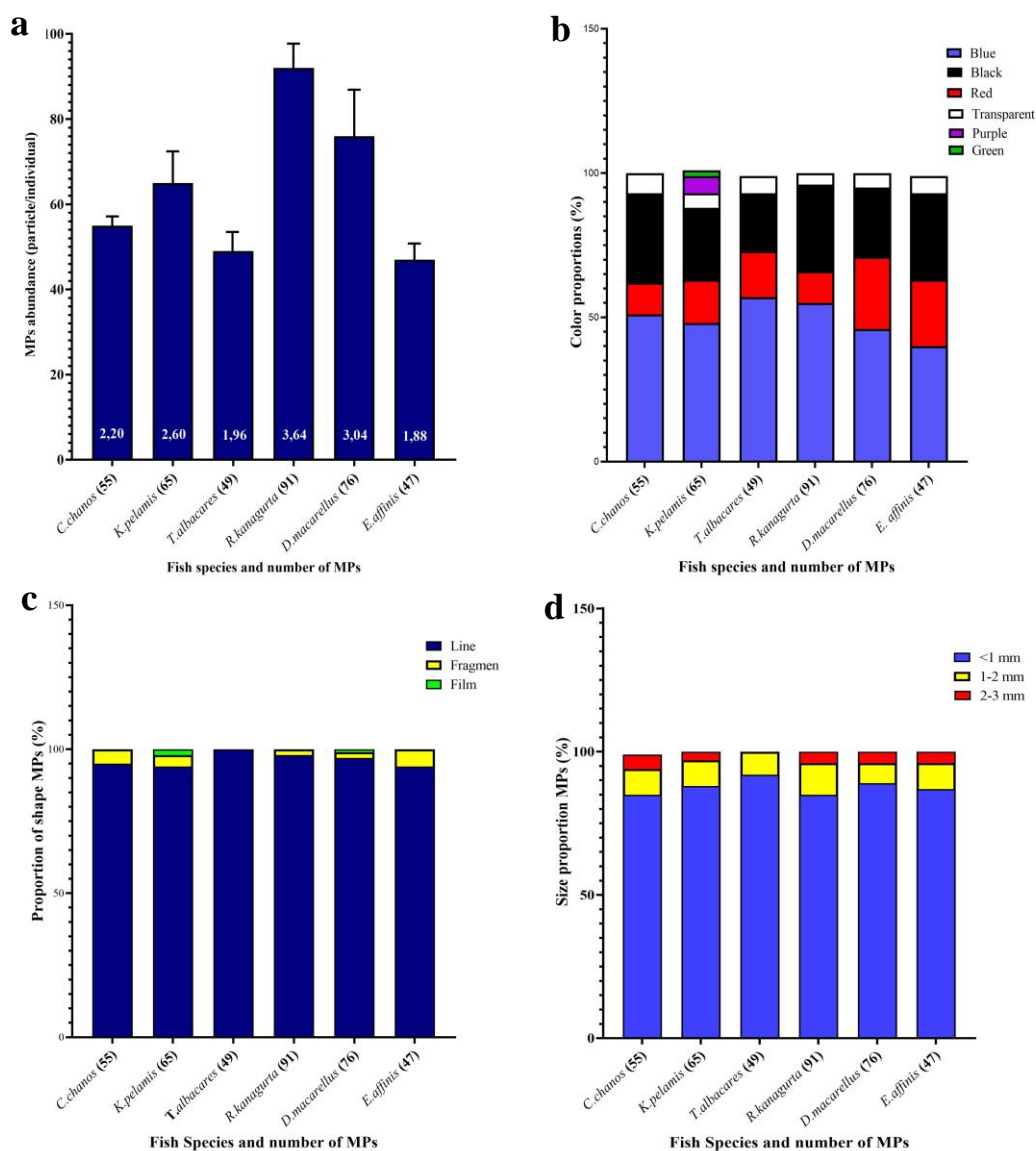 a
MPs abundance (particle/individual)
100
80
60
40
20
0
2,20
2,60
1,96
3,64
3,04
1,88
C.chanos (55)
K.pelamis (65)
T.albacares (49)
R.kanagurta (91)
D.macarellus (76)
E.affinis (47)
Fish species and number of MPs
b
Color proportions (%)
150
100
50
0
Blue
Black
Red
Transparent
Purple
Green
C.chanos (55)
K.pelamis (65)
T.albacares (49)
R.kanagurta (91)
D.macarellus (76)
E. affinis (47)
Fish species and number of MPs
c
Proportion of shape MPs (%)
150
100
50
0
Line
Fragmen
Film
C.chanos (55)
K.pelamis (65)
T.albacares (49)
R.kanagurta (91)
D.macarellus (76)
E.affinis (47)
Fish Species and number of MPs
d
Size proportion MPs (%)
150
100
50
0
<1 mm
1-2 mm
2-3 mm
C.chanos (55)
K.pelamis (65)
T.albacares (49)
R.kanagurta (91)
D.macarellus (76)
E.affinis (47)
Fish Species and number of MPs